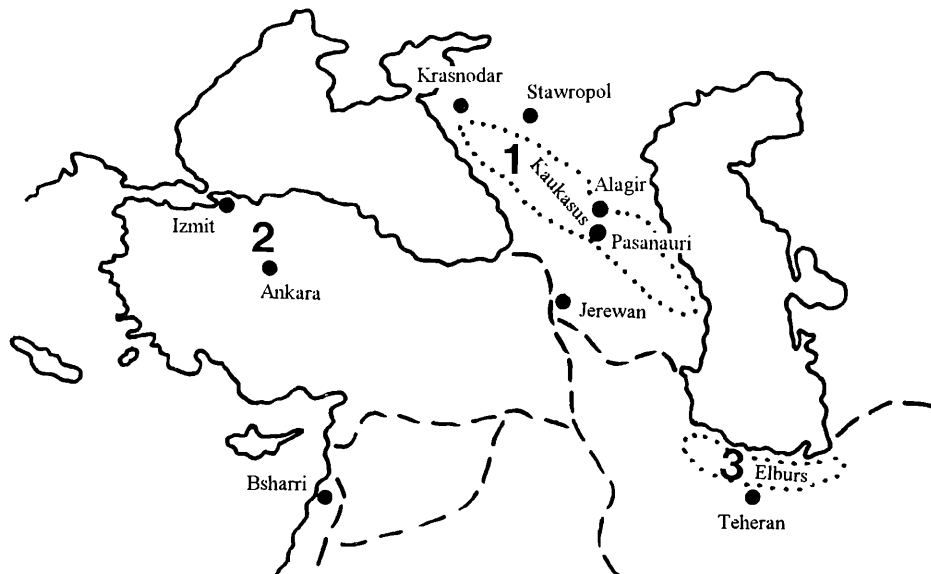 Krasnodar
Stawropol
1
Kaukasus
Alagir
Izmit
2
Pasanauri
Ankara
Jerewan
3
Elburs
Bsharri
Teheran